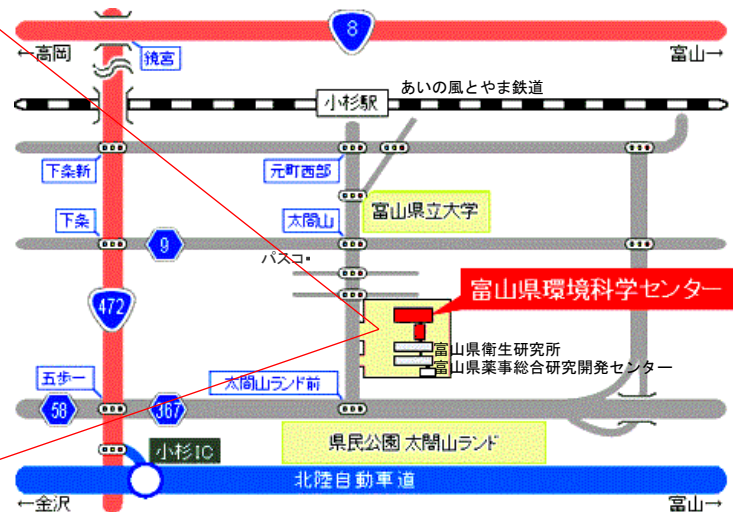 8
←高岡
鏡宮
富山→
あいの風とやま鉄道
小杉駅
下条新
元町西部
富山県立大学
下条
9
太閤山
パスコ
472
富山県環境科学センター
富山県衛生研究所
富山県薬事総合研究開発センター
五歩一
太閤山ランド前
58
367
小杉IC
県民公園 太閤山ランド
北陸自動車道
←金沢
富山→